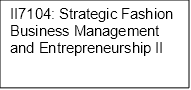 II7104: Strategic Fashion
Business Management
and Entrepreneurship II